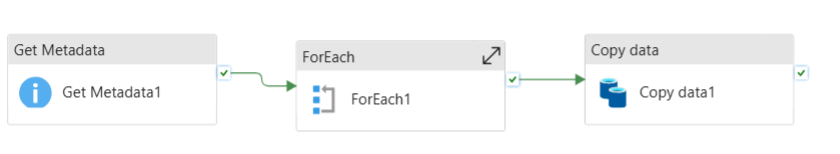 Get Metadata
Get Metadata1
ForEach
ForEach1
Copy data
Copy data1